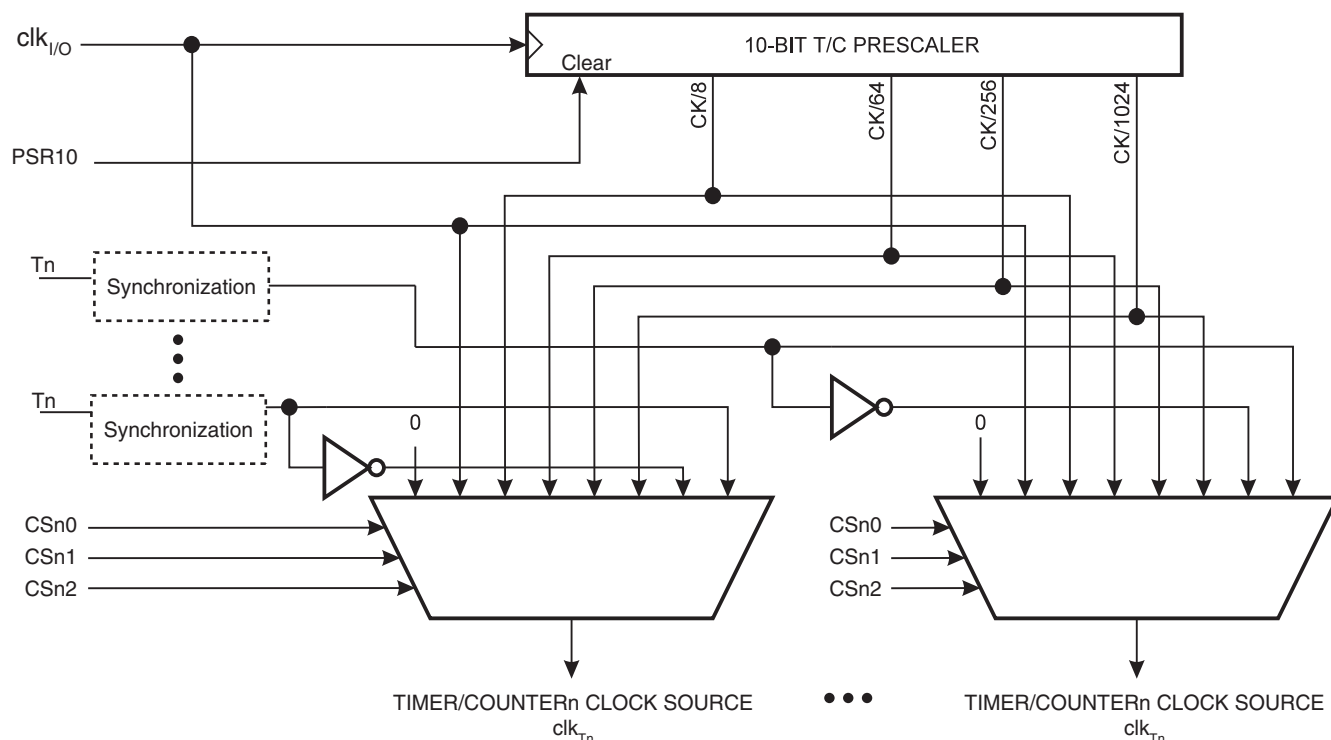 clkI/O
10-BIT T/C PRESCALER
Clear
CK/8
CK/64
CK/256
CK/1024
PSR10
Tn
Synchronization
Tn
Synchronization
0
0
CSn0
CSn1
CSn2
CSn0
CSn1
CSn2
TIMER/COUNTERn CLOCK SOURCE
clkTn
TIMER/COUNTERn CLOCK SOURCE
clkTn